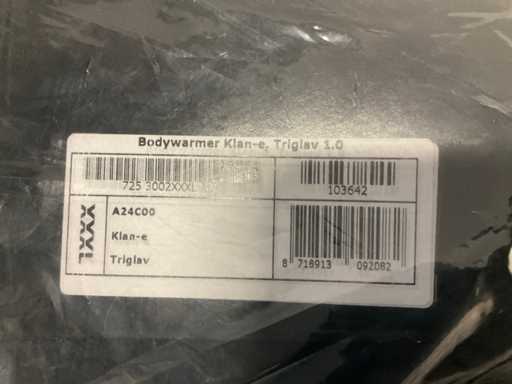 Bodywarmer Klan-e, Triglav 1.0
725 3002XXXL
103642
XXXL
A24C00
Klan-e
Triglav
8 718913 092082